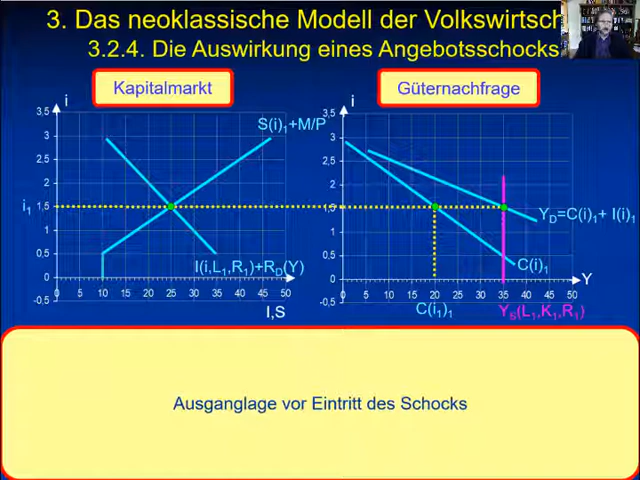 3. Das neoklassische Modell der Volkswirtsch
3.2.4. Die Auswirkung eines Angebotsschocks
Kapitalmarkt
Güternachfrage
i
3,5
3
2,5
2
i₁ 1,5
1
0,5
0
-0,5
0 5 10 15 20 25 30 35 40 45 50
I,S
S(i)₁+M/P
I(i,L₁,R₁)+R_D(Y)
i
3,5
3
2,5
2
1,5
1
0,5
0
-0,5
0 5 10 15 20 25 30 35 40 45 50
Y
Y_D=C(i)₁+ I(i)₁
C(i)₁
C(i₁)₁
Y_S(L₁,K₁,R₁)
Ausganglage vor Eintritt des Schocks